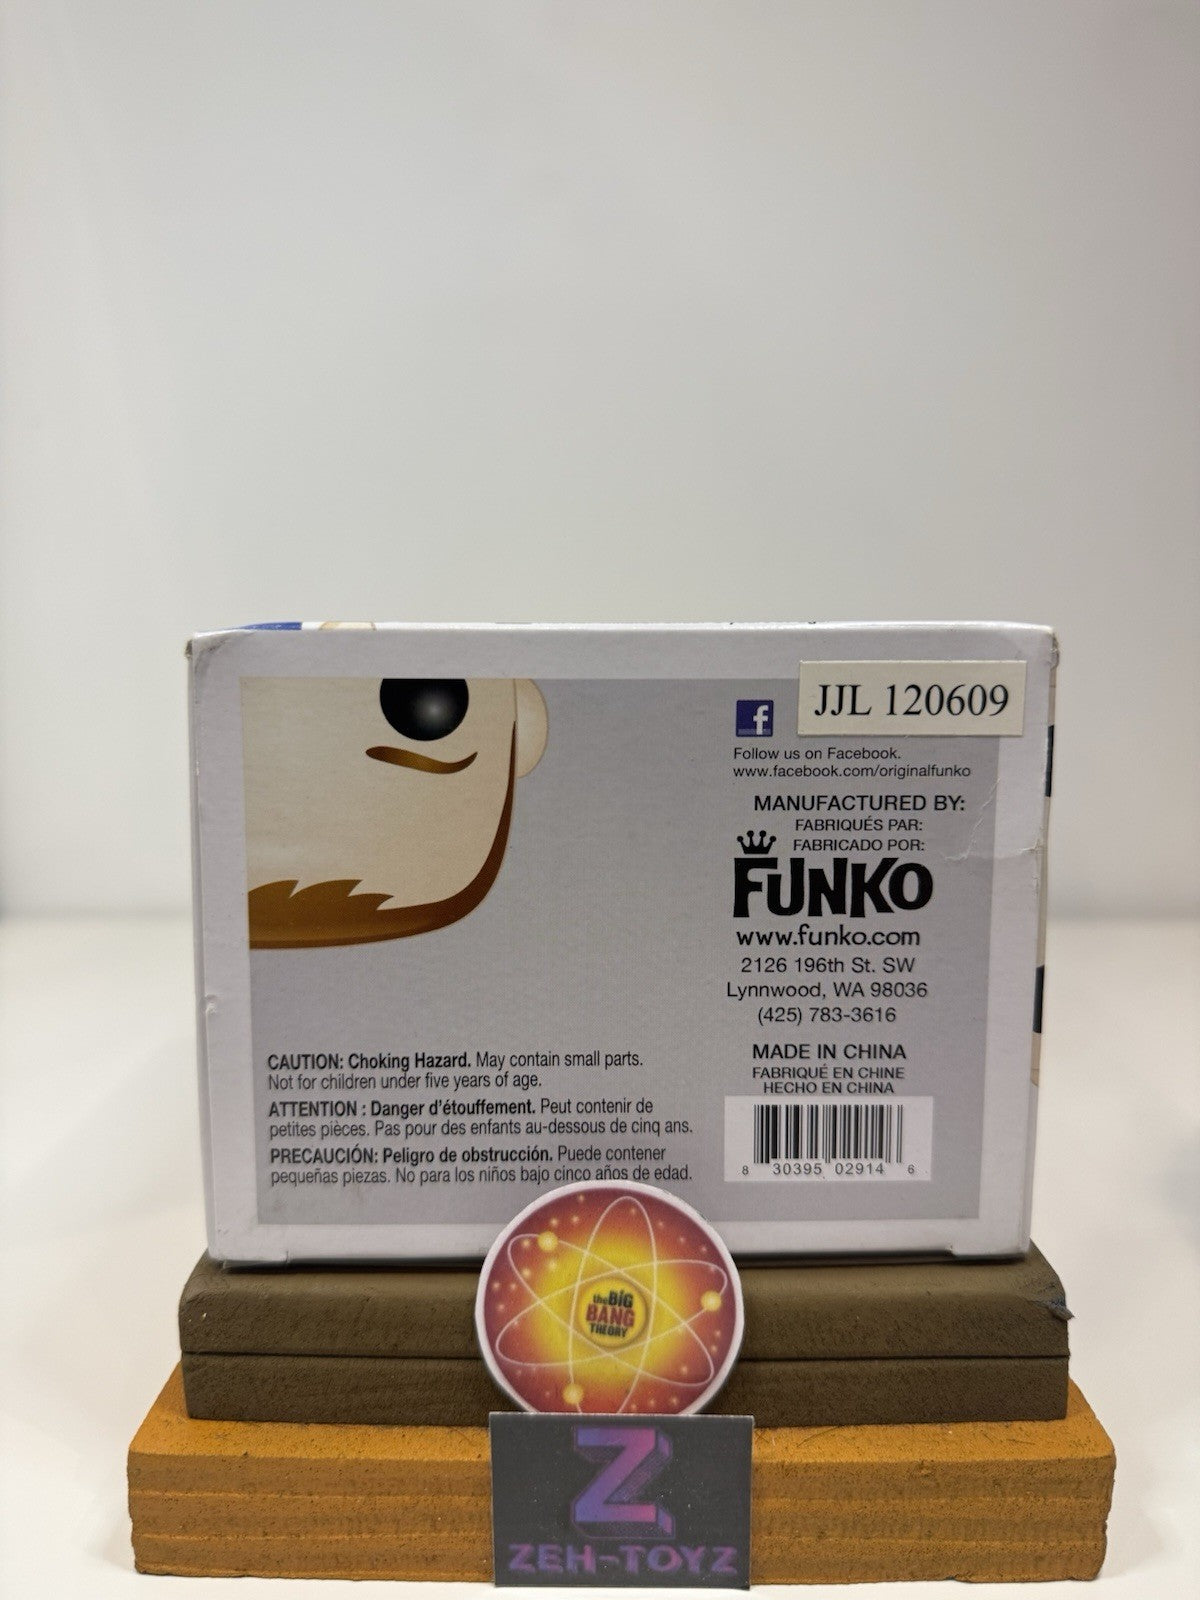 JJL 120609
f
Follow us on Facebook.
www.facebook.com/originalfunko
MANUFACTURED BY:
FABRIQUÉS PAR:
FABRICADO POR:
FUNKO
www.funko.com
2126 196th St. SW
Lynnwood, WA 98036
(425) 783-3616
MADE IN CHINA
FABRIQUÉ EN CHINE
HECHO EN CHINA
8 30395 02914 6
CAUTION: Choking Hazard. May contain small parts.
Not for children under five years of age.
ATTENTION : Danger d'étouffement. Peut contenir de
petites pièces. Pas pour des enfants au-dessous de cinq ans.
PRECAUCIÓN: Peligro de obstrucción. Puede contener
pequeñas piezas. No para los niños bajo cinco años de edad.
the BIG
BANG
THEORY
Z
ZEH-TOYZ